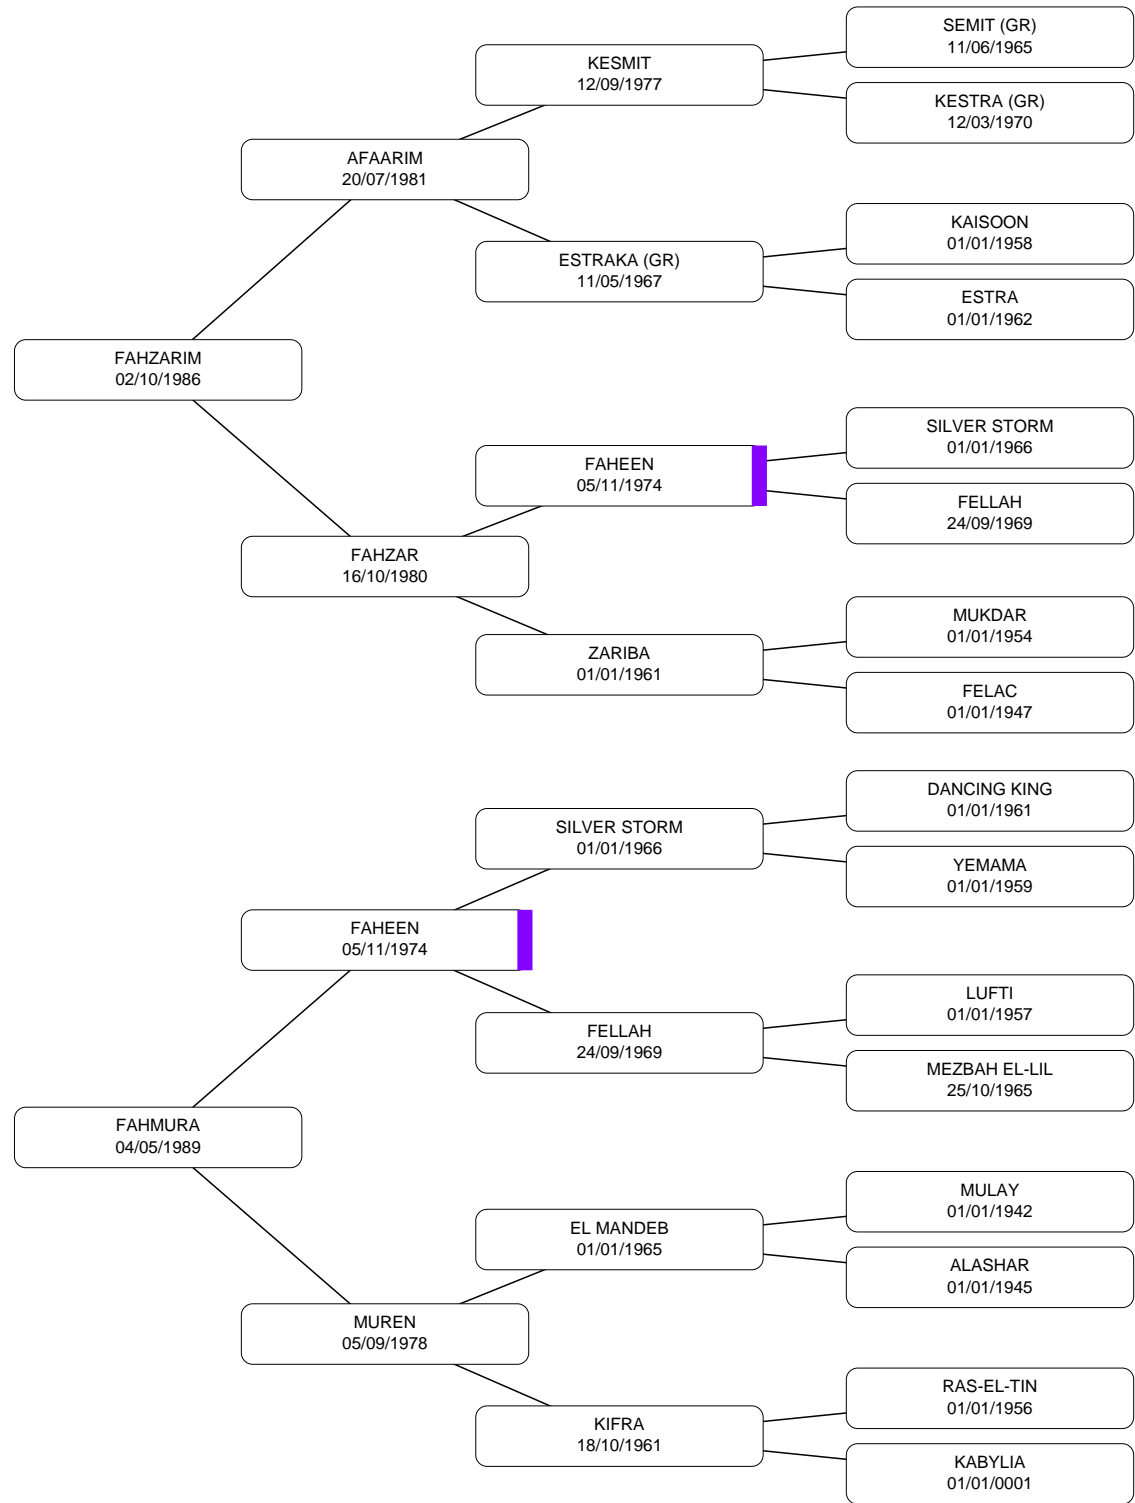 SEMIT (GR)
11/06/1965
KESMIT
12/09/1977
KESTRA (GR)
12/03/1970
AFAARIM
20/07/1981
KAISOON
01/01/1958
ESTRAKA (GR)
11/05/1967
ESTRA
01/01/1962
FAHZARIM
02/10/1986
SILVER STORM
01/01/1966
FAHEEN
05/11/1974
FELLAH
24/09/1969
FAHZAR
16/10/1980
MUKDAR
01/01/1954
ZARIBA
01/01/1961
FELAC
01/01/1947
DANCING KING
01/01/1961
SILVER STORM
01/01/1966
YEMAMA
01/01/1959
FAHEEN
05/11/1974
LUFTI
01/01/1957
FELLAH
24/09/1969
MEZBAH EL-LIL
25/10/1965
FAHMURA
04/05/1989
MULAY
01/01/1942
EL MANDEB
01/01/1965
ALASHAR
01/01/1945
MUREN
05/09/1978
RAS-EL-TIN
01/01/1956
KIFRA
18/10/1961
KABYLIA
01/01/0001